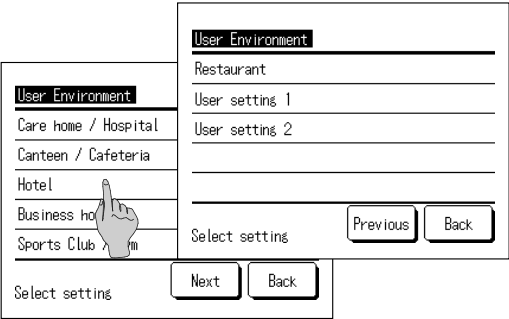 User Environment
Care home / Hospital
Canteen / Cafeteria
Hotel
Business
Sports Club /
Select setting
Next
Back
User Environment
Restaurant
User setting 1
User setting 2
Select setting
Previous
Back